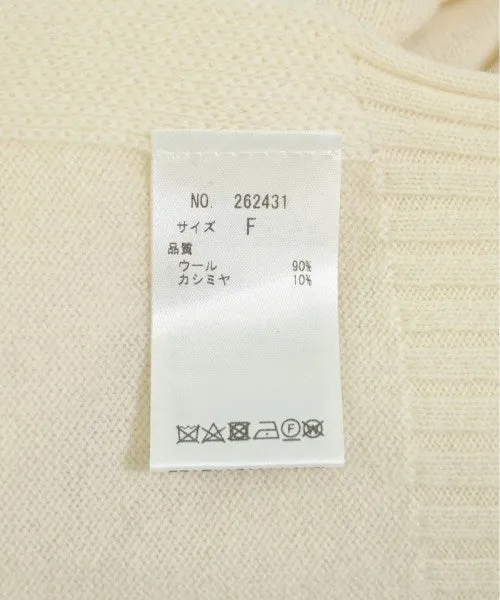 NO. 262431
サイズ F
品質
ウール 90%
カシミヤ 10%